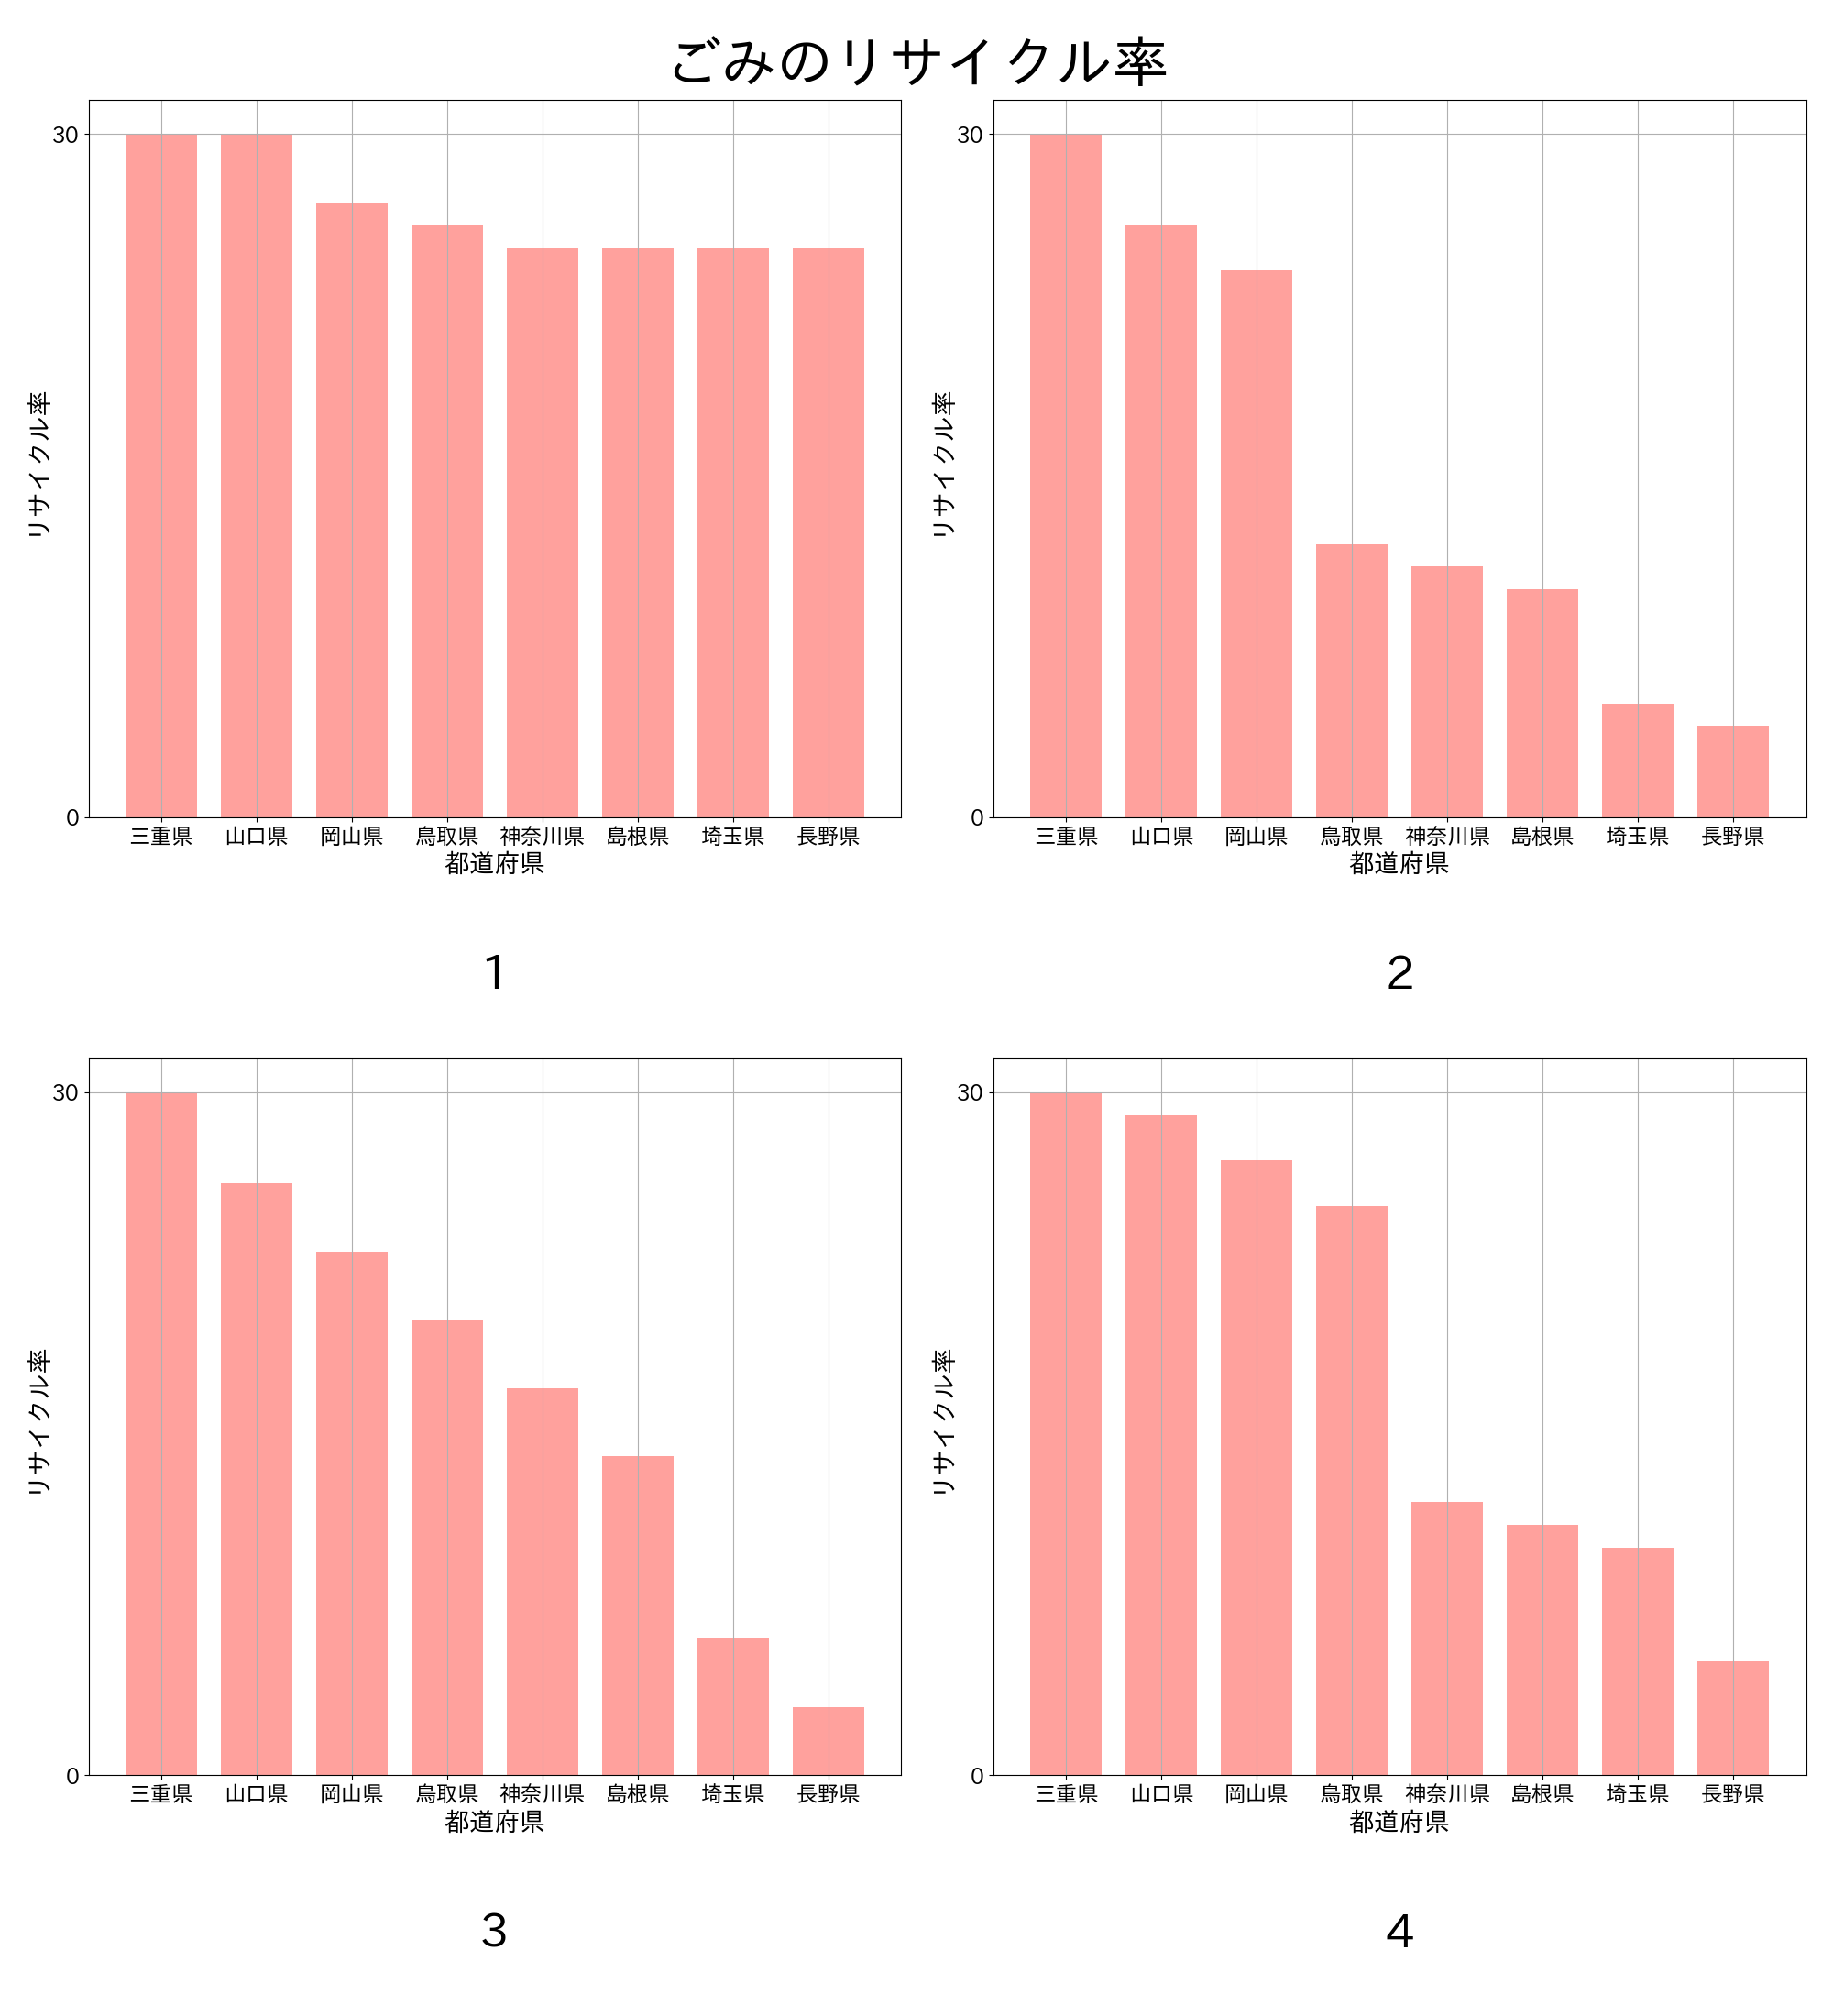 ごみのリサイクル率
30
0
リサイクル率
三重県 山口県 岡山県 鳥取県 神奈川県 島根県 埼玉県 長野県
都道府県
1
30
0
リサイクル率
三重県 山口県 岡山県 鳥取県 神奈川県 島根県 埼玉県 長野県
都道府県
2
30
0
リサイクル率
三重県 山口県 岡山県 鳥取県 神奈川県 島根県 埼玉県 長野県
都道府県
3
30
0
リサイクル率
三重県 山口県 岡山県 鳥取県 神奈川県 島根県 埼玉県 長野県
都道府県
4